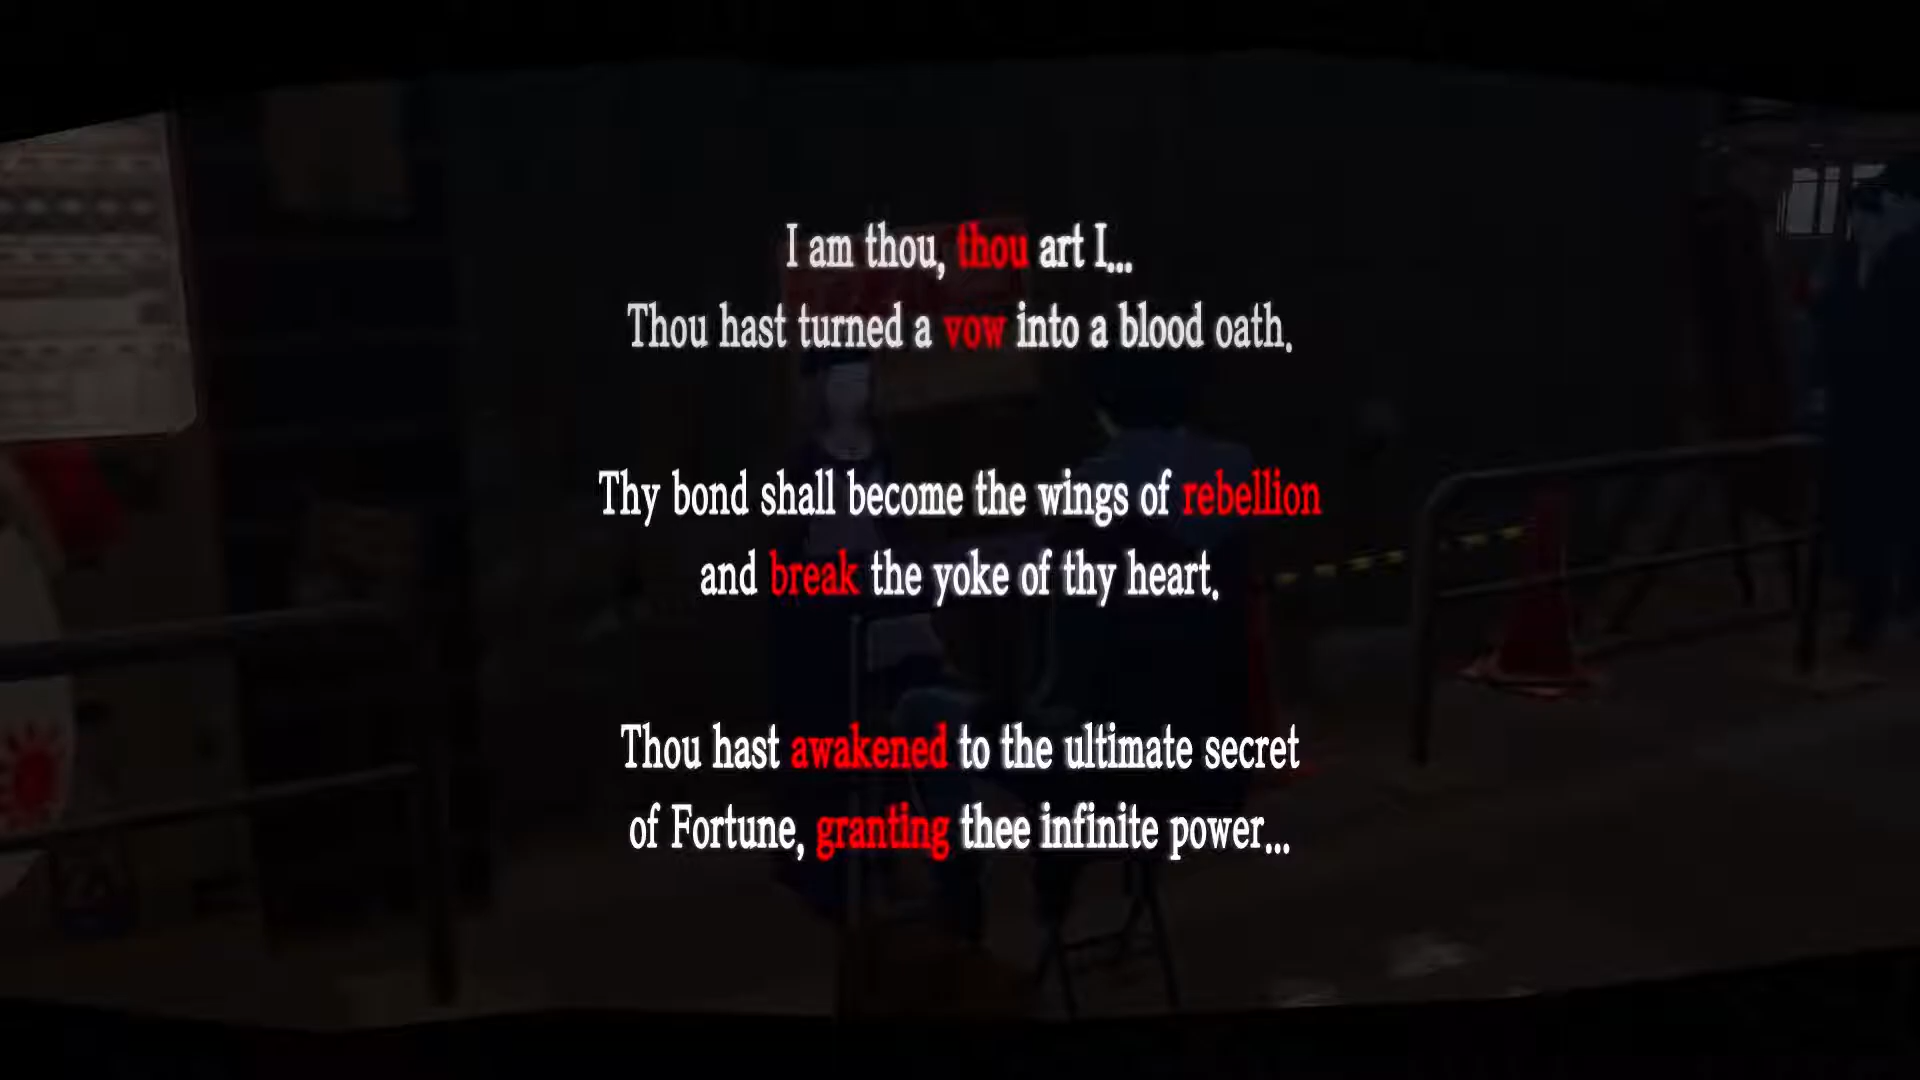 I am thou, thou art I...
Thou hast turned a vow into a blood oath.
Thy bond shall become the wings of rebellion
and break the yoke of thy heart.
Thou hast awakened to the ultimate secret
of Fortune, granting thee infinite power...